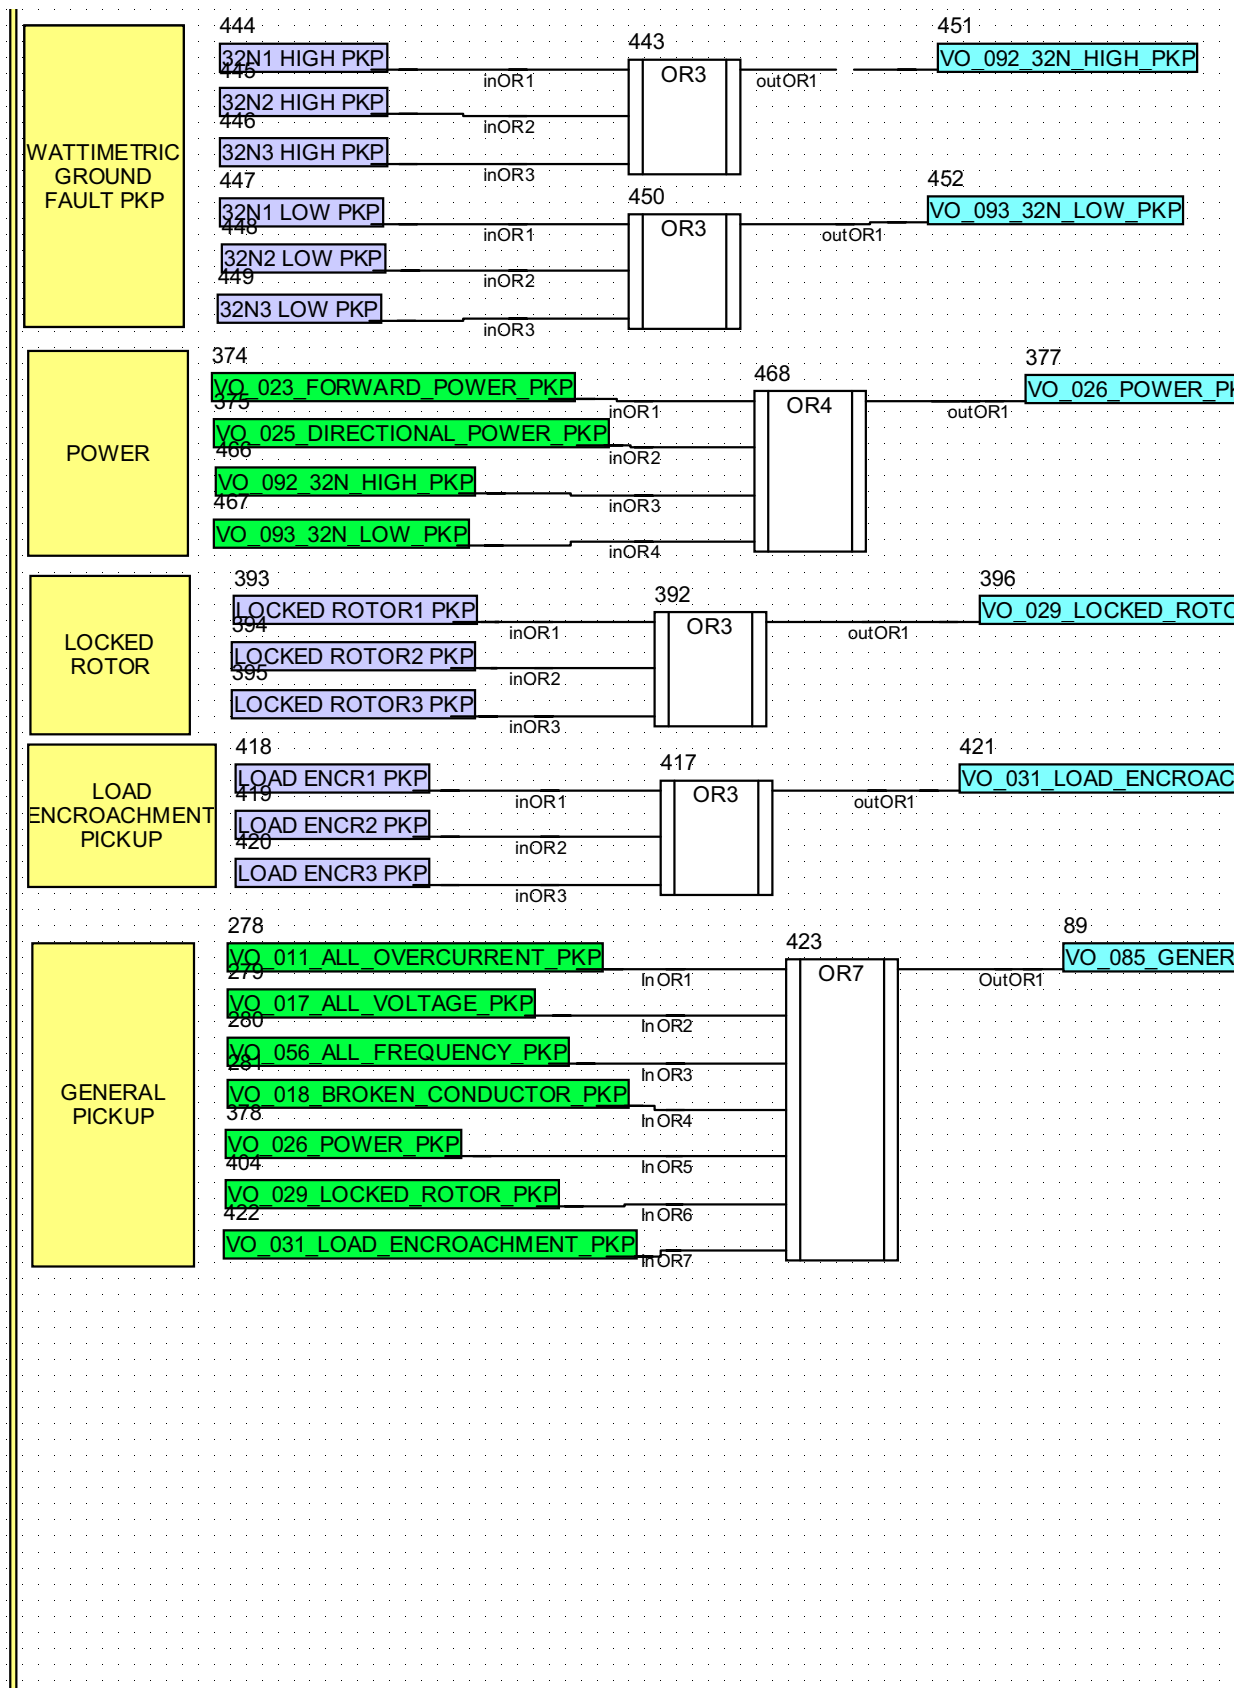 WATTIMETRIC
GROUND
FAULT PKP
444
32N1 HIGH PKP
445
32N2 HIGH PKP
446
32N3 HIGH PKP
447
32N1 LOW PKP
448
32N2 LOW PKP
449
32N3 LOW PKP
inOR1
inOR2
inOR3
443
OR3
outOR1
451
VO_092_32N_HIGH_PKP
inOR1
inOR2
inOR3
450
OR3
outOR1
452
VO_093_32N_LOW_PKP
POWER
374
VO_023_FORWARD_POWER_PKP
375
VO_025_DIRECTIONAL_POWER_PKP
466
VO_092_32N_HIGH_PKP
467
VO_093_32N_LOW_PKP
inOR1
inOR2
inOR3
inOR4
468
OR4
outOR1
377
VO_026_POWER_PK
LOCKED
ROTOR
393
LOCKED ROTOR1 PKP
394
LOCKED ROTOR2 PKP
395
LOCKED ROTOR3 PKP
inOR1
inOR2
inOR3
392
OR3
outOR1
396
VO_029_LOCKED_ROTO
LOAD
ENCROACHMENT
PICKUP
418
LOAD ENCR1 PKP
419
LOAD ENCR2 PKP
420
LOAD ENCR3 PKP
inOR1
inOR2
inOR3
417
OR3
outOR1
421
VO_031_LOAD_ENCROAC
GENERAL
PICKUP
278
VO_011_ALL_OVERCURRENT_PKP
279
VO_017_ALL_VOLTAGE_PKP
280
VO_056_ALL_FREQUENCY_PKP
281
VO_018_BROKEN_CONDUCTOR_PKP
378
VO_026_POWER_PKP
404
VO_029_LOCKED_ROTOR_PKP
422
VO_031_LOAD_ENCROACHMENT_PKP
InOR1
InOR2
InOR3
InOR4
InOR5
InOR6
InOR7
423
OR7
OutOR1
89
VO_085_GENER